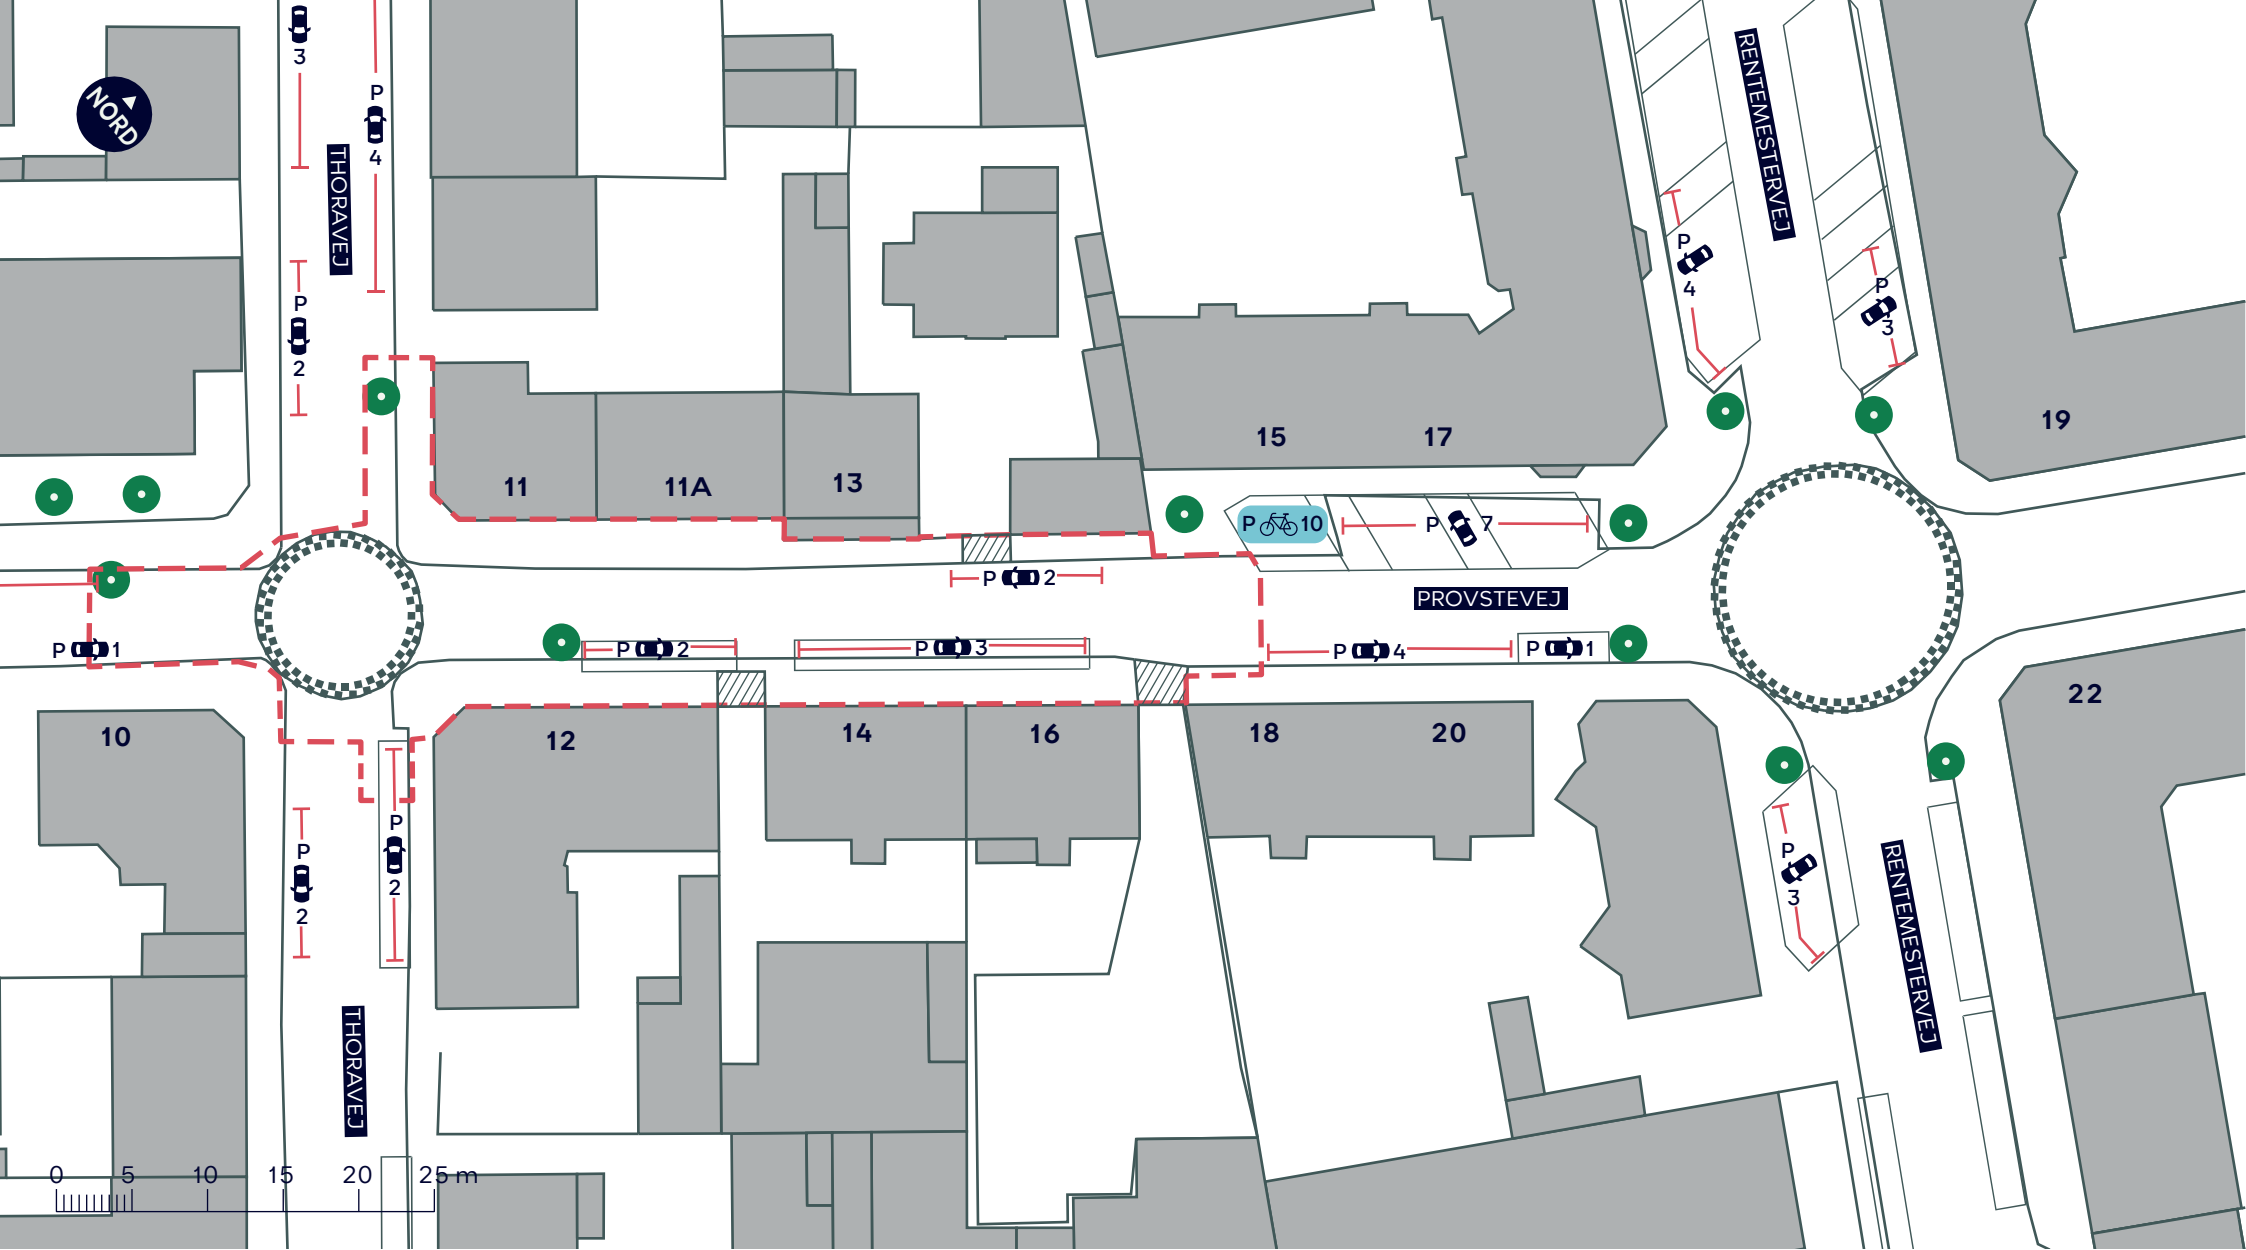 3
P
4
NORD
THORAVEJ
P
2
RENTEMESTERVEJ
P
4
P
3
15
17
19
11
11A
13
P 10
P 7
P 2
PROVSTEVEJ
P 1
P 2
P 3
P 4
P 1
10
12
14
16
18
20
22
P
2
P
2
P
3
RENTEMESTERVEJ
THORAVEJ
0 5 10 15 20 25 m